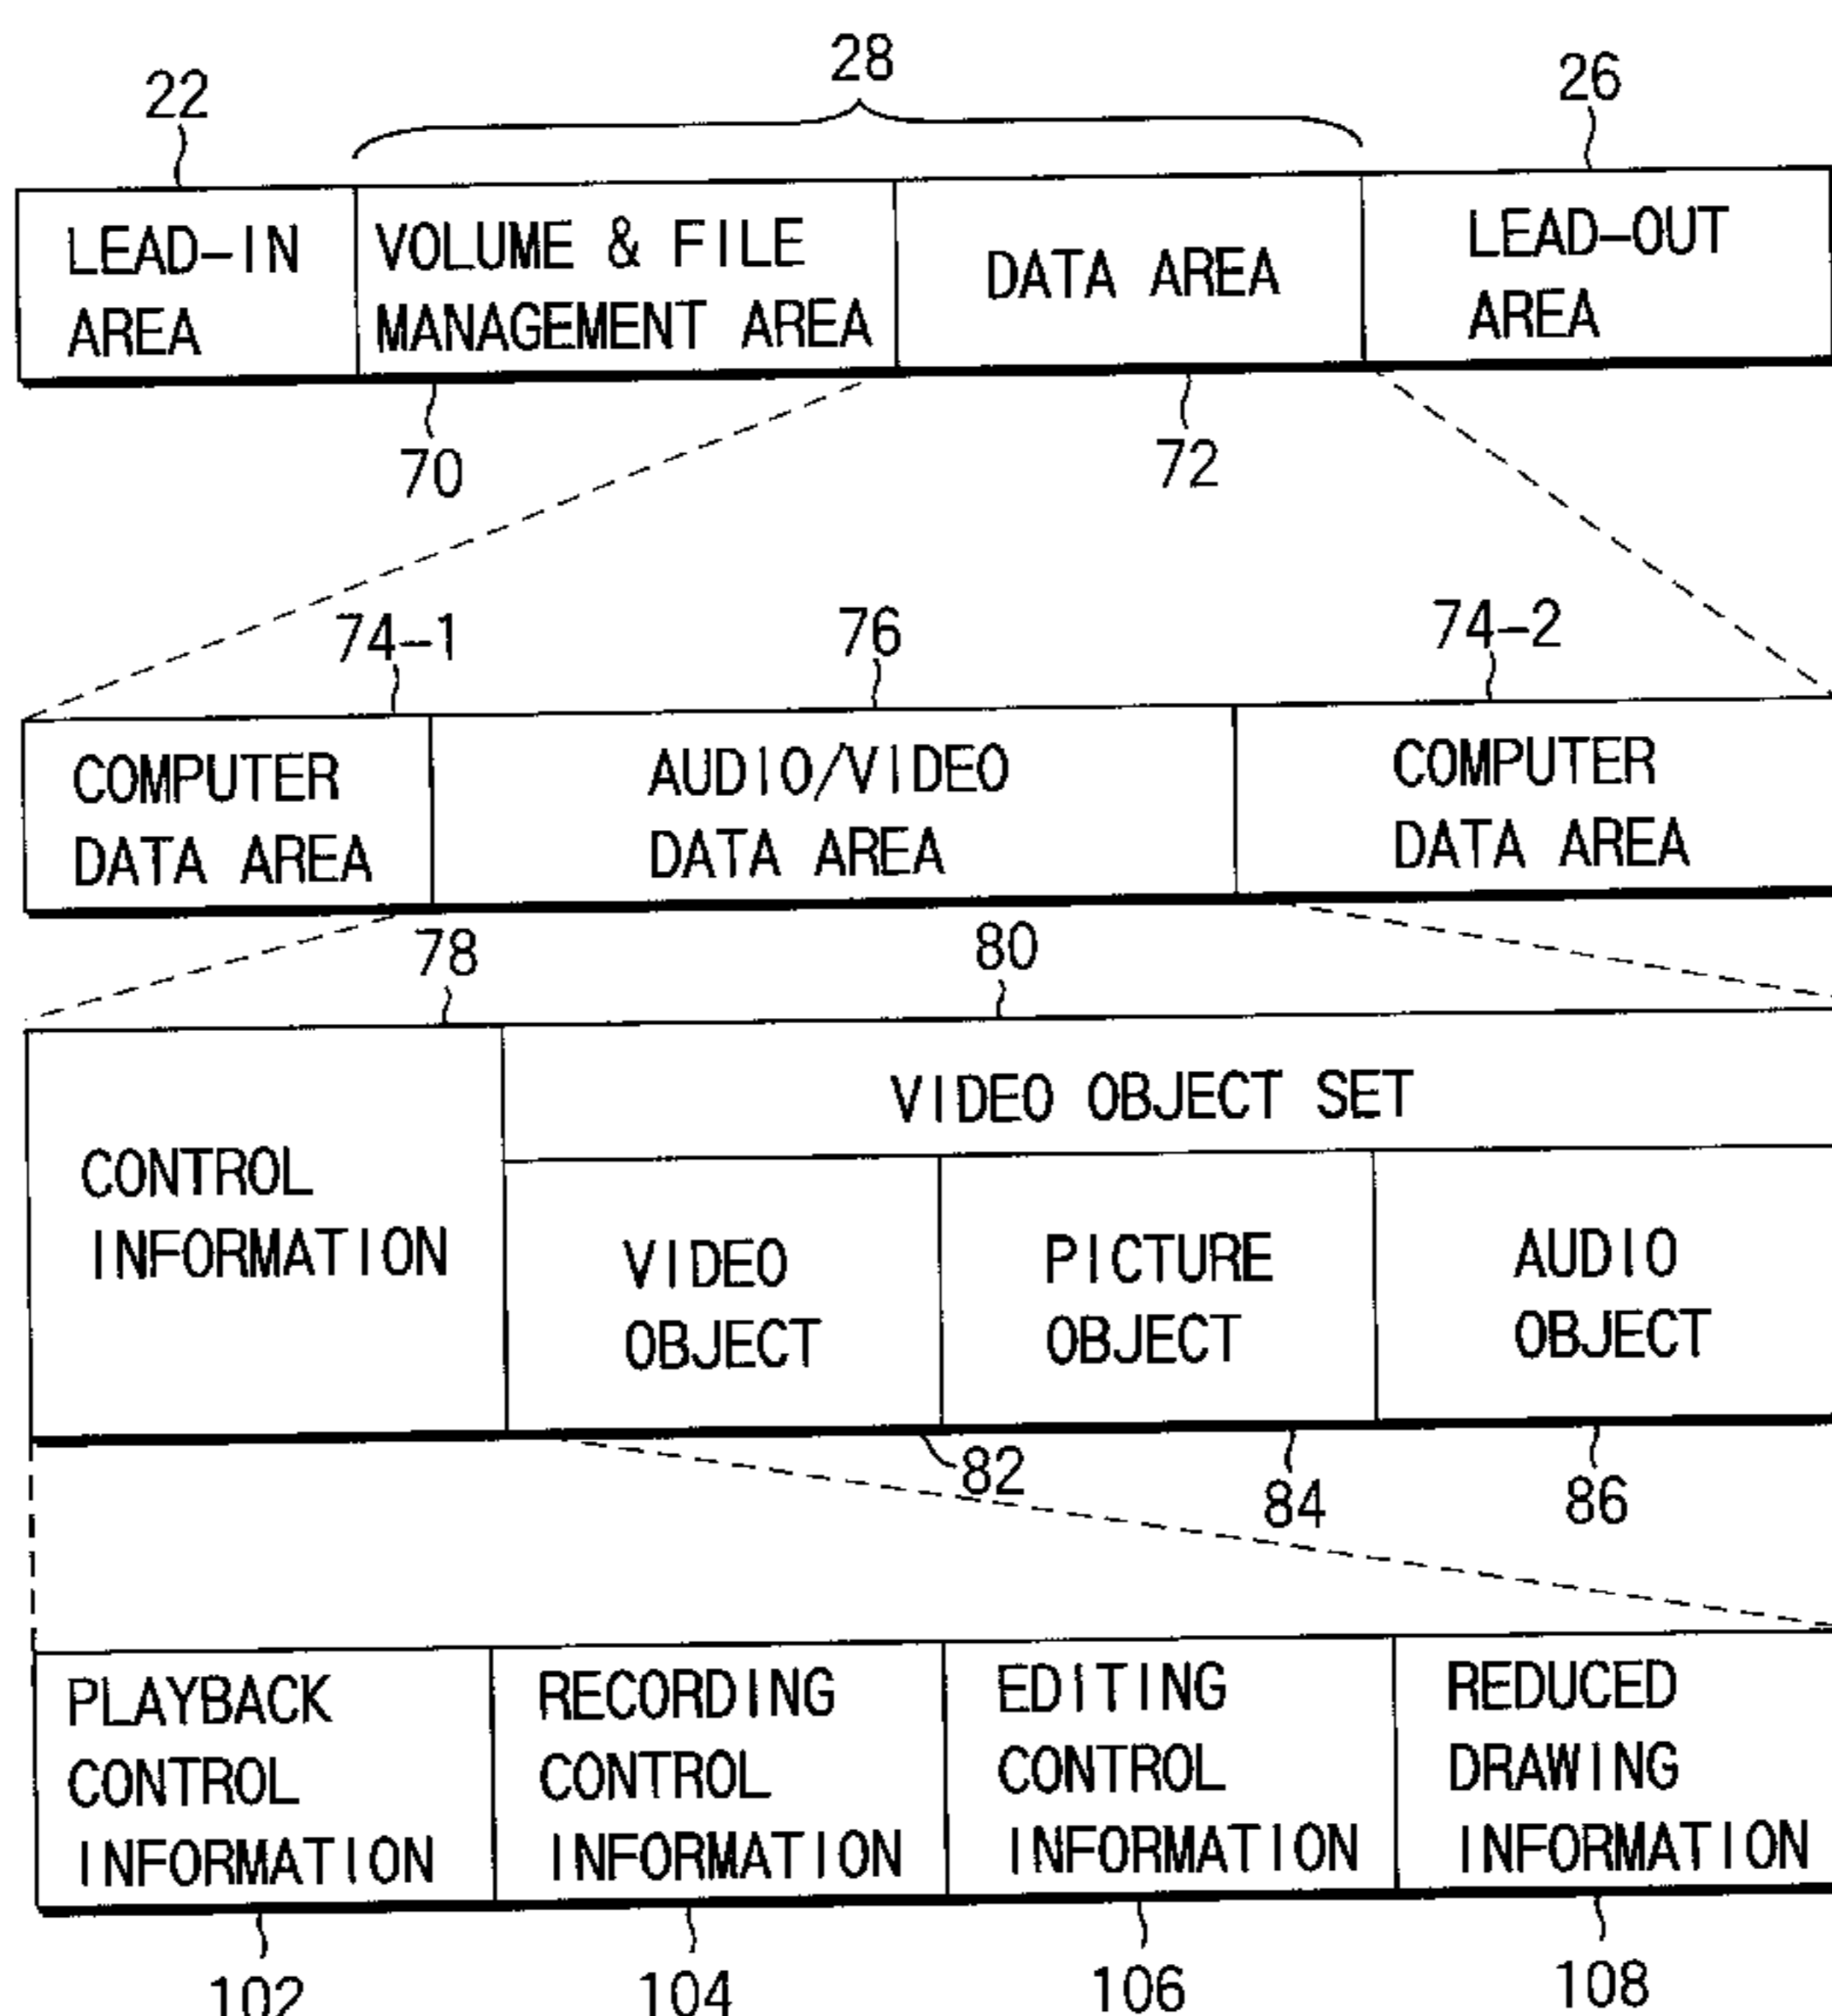 28
22
26
LEAD-IN
AREA
VOLUME & FILE
MANAGEMENT AREA
DATA AREA
LEAD-OUT
AREA
70
72
74-1
76
74-2
COMPUTER
DATA AREA
AUDIO/VIDEO
DATA AREA
COMPUTER
DATA AREA
78
80
CONTROL
INFORMATION
VIDEO OBJECT SET
VIDEO
OBJECT
PICTURE
OBJECT
AUDIO
OBJECT
82
84
86
PLAYBACK
CONTROL
INFORMATION
RECORDING
CONTROL
INFORMATION
EDITING
CONTROL
INFORMATION
REDUCED
DRAWING
INFORMATION
102
104
106
108